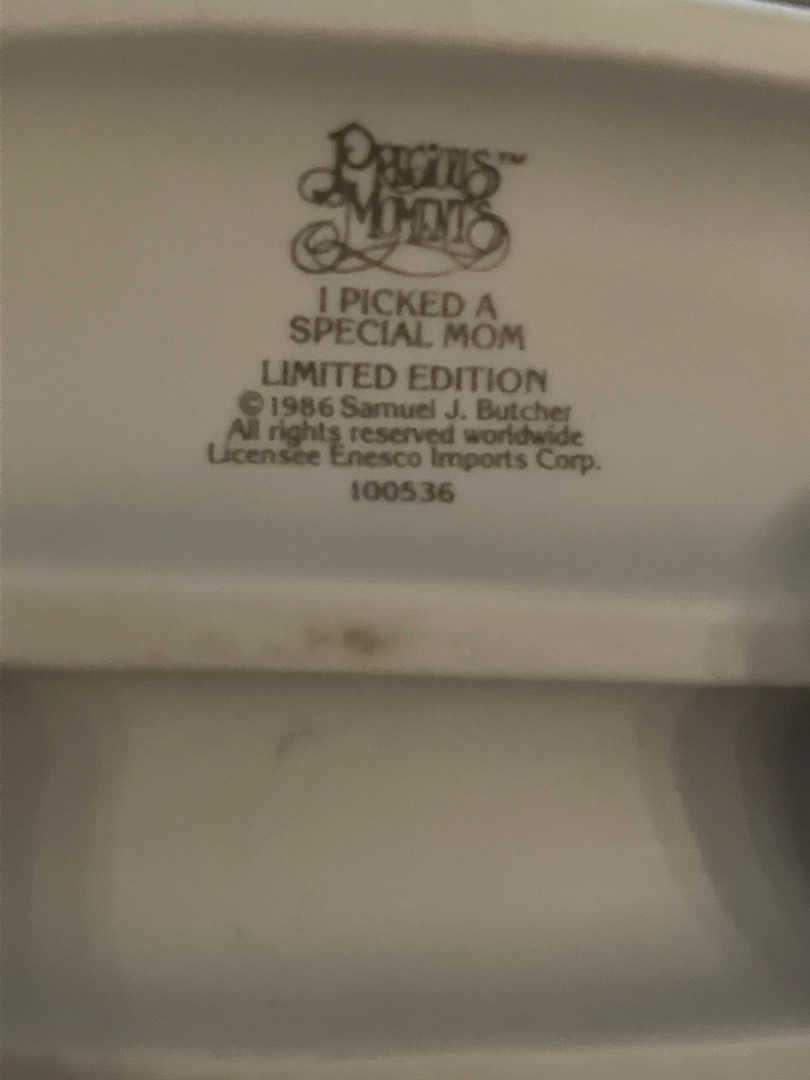 Precious™
Moments
I PICKED A
SPECIAL MOM
LIMITED EDITION
© 1986 Samuel J. Butcher
All rights reserved worldwide
Licensee Enesco Imports Corp.
100536